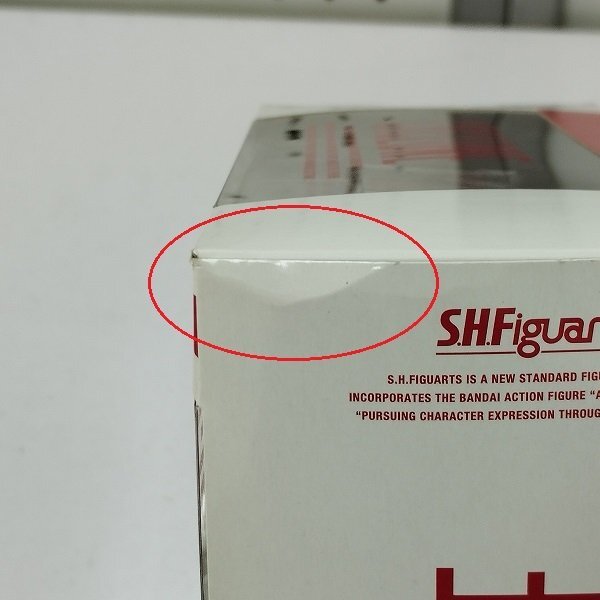 S.H.Figuar
S.H.FIGUARTS IS A NEW STANDARD FIGU
INCORPORATES THE BANDAI ACTION FIGURE "A
"PURSUING CHARACTER EXPRESSION THROUG